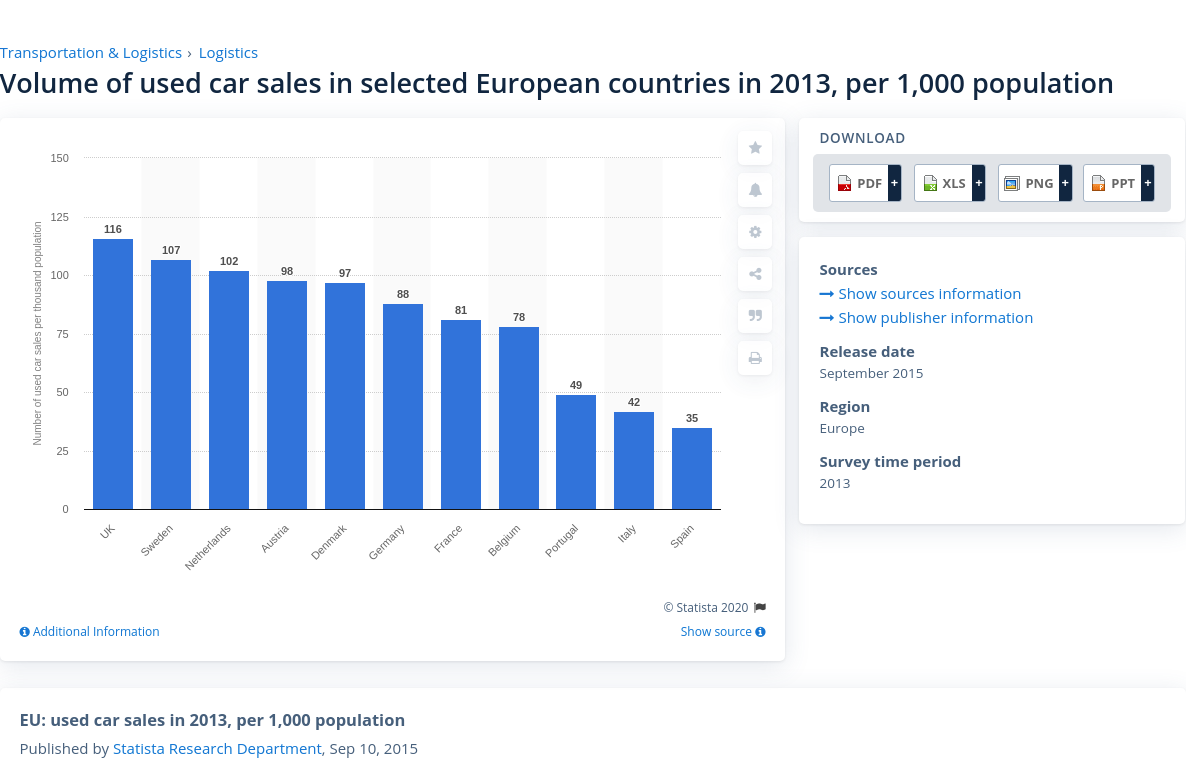 Transportation & Logistics › Logistics
Volume of used car sales in selected European countries in 2013, per 1,000 population
Number of used car sales per thousand population
150
125
100
75
50
25
0
116
107
102
98
97
88
81
78
49
42
35
UK
Sweden
Netherlands
Austria
Denmark
Germany
France
Belgium
Portugal
Italy
Spain
© Statista 2020
Additional Information
Show source
DOWNLOAD
PDF + XLS + PNG + PPT +
Sources
Show sources information
Show publisher information
Release date
September 2015
Region
Europe
Survey time period
2013
EU: used car sales in 2013, per 1,000 population
Published by Statista Research Department, Sep 10, 2015